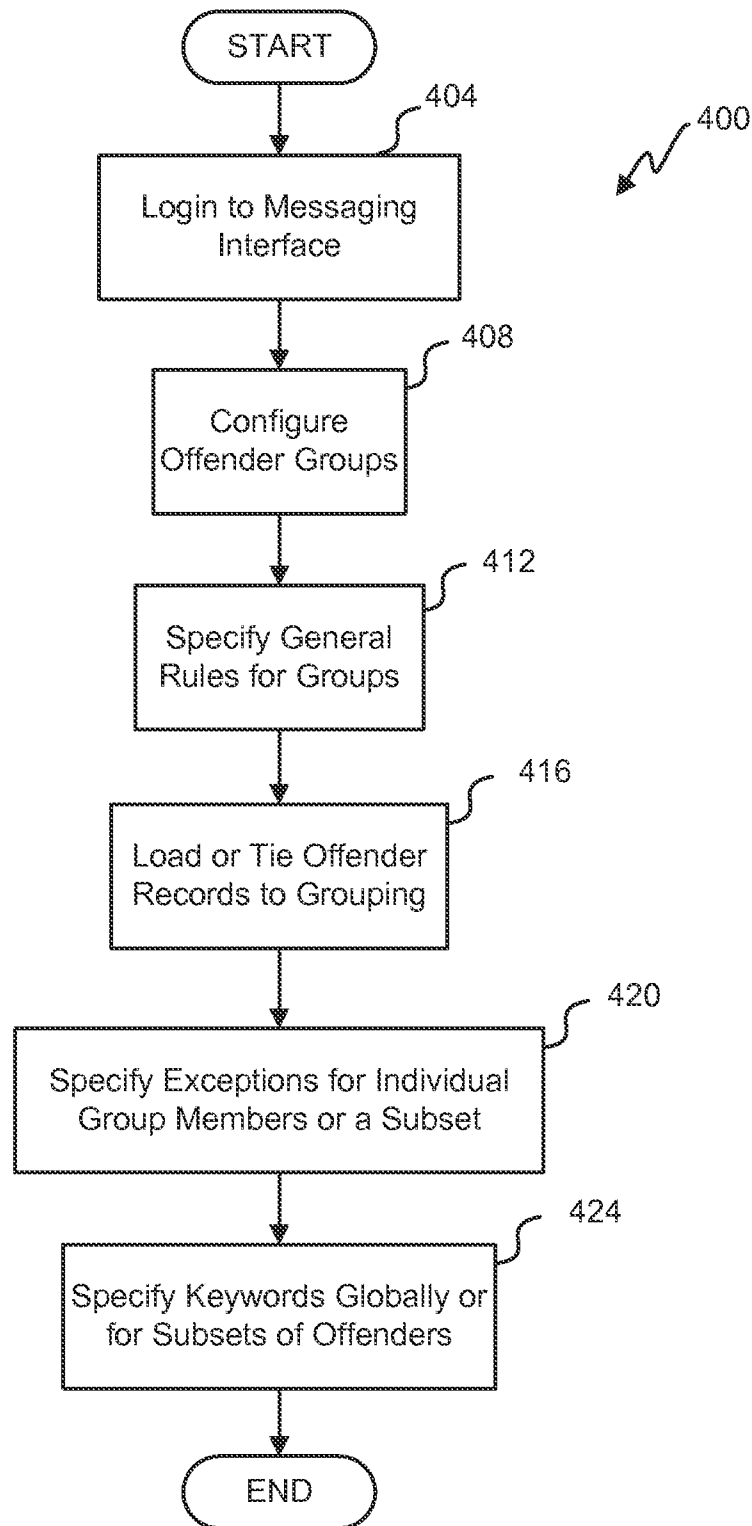 START
404
400
Login to Messaging
Interface
408
Configure
Offender Groups
412
Specify General
Rules for Groups
416
Load or Tie Offender
Records to Grouping
420
Specify Exceptions for Individual
Group Members or a Subset
424
Specify Keywords Globally or
for Subsets of Offenders
END